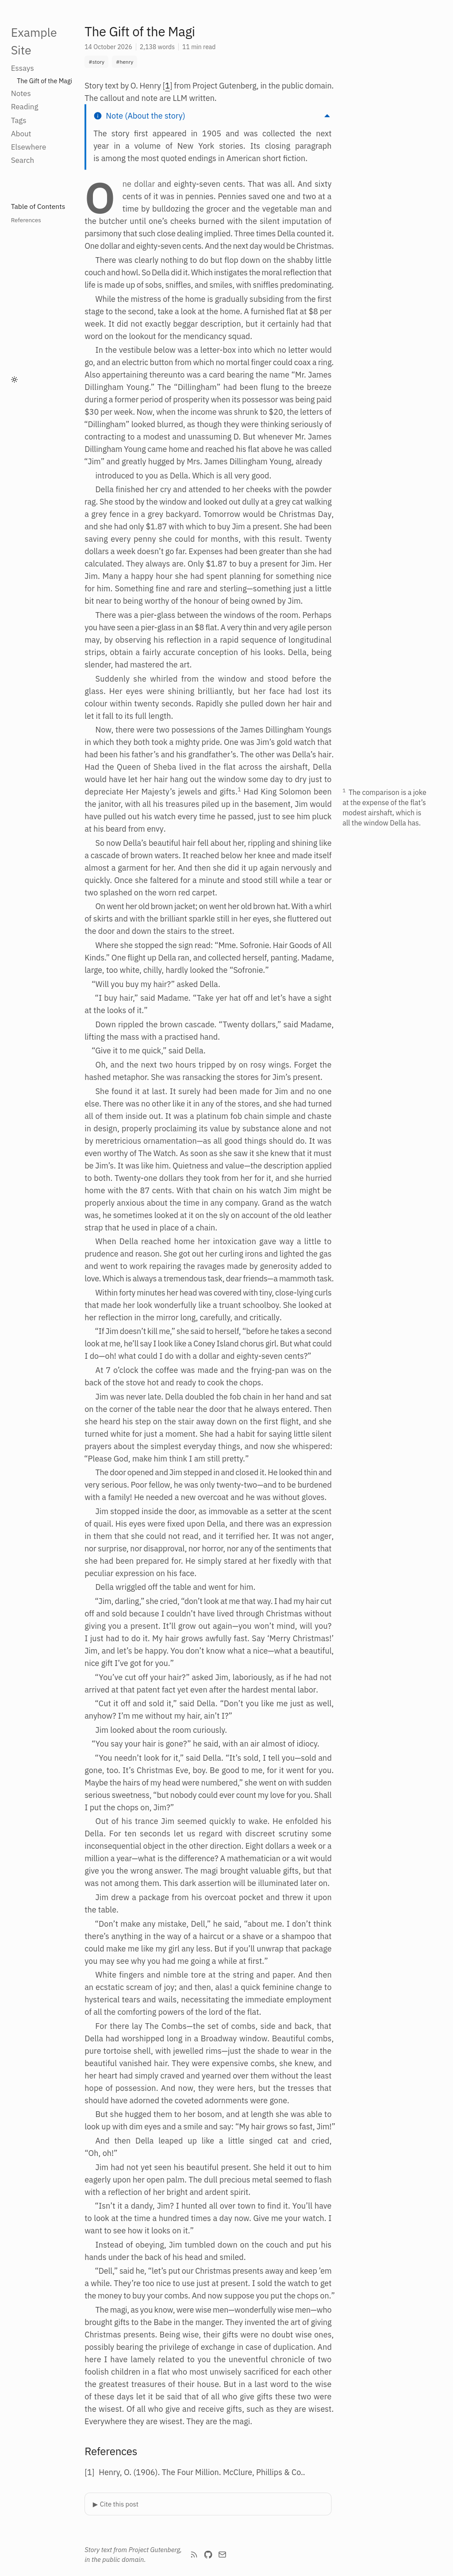 Example
Site
Essays
The Gift of the Magi
Notes
Reading
Tags
About
Elsewhere
Search
Table of Contents
References
The Gift of the Magi
14 October 2026 | 2,138 words | 11 min read
#story #henry
Story text by O. Henry [1] from Project Gutenberg, in the public domain.
The callout and note are LLM written.
Note (About the story)
The story first appeared in 1905 and was collected the next
year in a volume of New York stories. Its closing paragraph
is among the most quoted endings in American short fiction.
One dollar and eighty-seven cents. That was all. And sixty
cents of it was in pennies. Pennies saved one and two at a
time by bulldozing the grocer and the vegetable man and
the butcher until one’s cheeks burned with the silent imputation of
parsimony that such close dealing implied. Three times Della counted it.
One dollar and eighty-seven cents. And the next day would be Christmas.
There was clearly nothing to do but flop down on the shabby little
couch and howl. So Della did it. Which instigates the moral reflection that
life is made up of sobs, sniffles, and smiles, with sniffles predominating.
While the mistress of the home is gradually subsiding from the first
stage to the second, take a look at the home. A furnished flat at $8 per
week. It did not exactly beggar description, but it certainly had that
word on the lookout for the mendicancy squad.
In the vestibule below was a letter-box into which no letter would
go, and an electric button from which no mortal finger could coax a ring.
Also appertaining thereunto was a card bearing the name “Mr. James
Dillingham Young.” The “Dillingham” had been flung to the breeze
during a former period of prosperity when its possessor was being paid
$30 per week. Now, when the income was shrunk to $20, the letters of
“Dillingham” looked blurred, as though they were thinking seriously of
contracting to a modest and unassuming D. But whenever Mr. James
Dillingham Young came home and reached his flat above he was called
“Jim” and greatly hugged by Mrs. James Dillingham Young, already
introduced to you as Della. Which is all very good.
Della finished her cry and attended to her cheeks with the powder
rag. She stood by the window and looked out dully at a grey cat walking
a grey fence in a grey backyard. Tomorrow would be Christmas Day,
and she had only $1.87 with which to buy Jim a present. She had been
saving every penny she could for months, with this result. Twenty
dollars a week doesn’t go far. Expenses had been greater than she had
calculated. They always are. Only $1.87 to buy a present for Jim. Her
Jim. Many a happy hour she had spent planning for something nice
for him. Something fine and rare and sterling—something just a little
bit near to being worthy of the honour of being owned by Jim.
There was a pier-glass between the windows of the room. Perhaps
you have seen a pier-glass in an $8 flat. A very thin and very agile person
may, by observing his reflection in a rapid sequence of longitudinal
strips, obtain a fairly accurate conception of his looks. Della, being
slender, had mastered the art.
Suddenly she whirled from the window and stood before the
glass. Her eyes were shining brilliantly, but her face had lost its
colour within twenty seconds. Rapidly she pulled down her hair and
let it fall to its full length.
Now, there were two possessions of the James Dillingham Youngs
in which they both took a mighty pride. One was Jim’s gold watch that
had been his father’s and his grandfather’s. The other was Della’s hair.
Had the Queen of Sheba lived in the flat across the airshaft, Della
would have let her hair hang out the window some day to dry just to
depreciate Her Majesty’s jewels and gifts.1 Had King Solomon been
the janitor, with all his treasures piled up in the basement, Jim would
have pulled out his watch every time he passed, just to see him pluck
at his beard from envy.
1 The comparison is a joke
at the expense of the flat’s
modest airshaft, which is
all the window Della has.
So now Della’s beautiful hair fell about her, rippling and shining like
a cascade of brown waters. It reached below her knee and made itself
almost a garment for her. And then she did it up again nervously and
quickly. Once she faltered for a minute and stood still while a tear or
two splashed on the worn red carpet.
On went her old brown jacket; on went her old brown hat. With a whirl
of skirts and with the brilliant sparkle still in her eyes, she fluttered out
the door and down the stairs to the street.
Where she stopped the sign read: “Mme. Sofronie. Hair Goods of All
Kinds.” One flight up Della ran, and collected herself, panting. Madame,
large, too white, chilly, hardly looked the “Sofronie.”
“Will you buy my hair?” asked Della.
“I buy hair,” said Madame. “Take yer hat off and let’s have a sight
at the looks of it.”
Down rippled the brown cascade. “Twenty dollars,” said Madame,
lifting the mass with a practised hand.
“Give it to me quick,” said Della.
Oh, and the next two hours tripped by on rosy wings. Forget the
hashed metaphor. She was ransacking the stores for Jim’s present.
She found it at last. It surely had been made for Jim and no one
else. There was no other like it in any of the stores, and she had turned
all of them inside out. It was a platinum fob chain simple and chaste
in design, properly proclaiming its value by substance alone and not
by meretricious ornamentation—as all good things should do. It was
even worthy of The Watch. As soon as she saw it she knew that it must
be Jim’s. It was like him. Quietness and value—the description applied
to both. Twenty-one dollars they took from her for it, and she hurried
home with the 87 cents. With that chain on his watch Jim might be
properly anxious about the time in any company. Grand as the watch
was, he sometimes looked at it on the sly on account of the old leather
strap that he used in place of a chain.
When Della reached home her intoxication gave way a little to
prudence and reason. She got out her curling irons and lighted the gas
and went to work repairing the ravages made by generosity added to
love. Which is always a tremendous task, dear friends—a mammoth task.
Within forty minutes her head was covered with tiny, close-lying curls
that made her look wonderfully like a truant schoolboy. She looked at
her reflection in the mirror long, carefully, and critically.
“If Jim doesn’t kill me,” she said to herself, “before he takes a second
look at me, he’ll say I look like a Coney Island chorus girl. But what could
I do—oh! what could I do with a dollar and eighty-seven cents?”
At 7 o’clock the coffee was made and the frying-pan was on the
back of the stove hot and ready to cook the chops.
Jim was never late. Della doubled the fob chain in her hand and sat
on the corner of the table near the door that he always entered. Then
she heard his step on the stair away down on the first flight, and she
turned white for just a moment. She had a habit for saying little silent
prayers about the simplest everyday things, and now she whispered:
“Please God, make him think I am still pretty.”
The door opened and Jim stepped in and closed it. He looked thin and
very serious. Poor fellow, he was only twenty-two—and to be burdened
with a family! He needed a new overcoat and he was without gloves.
Jim stopped inside the door, as immovable as a setter at the scent
of quail. His eyes were fixed upon Della, and there was an expression
in them that she could not read, and it terrified her. It was not anger,
nor surprise, nor disapproval, nor horror, nor any of the sentiments that
she had been prepared for. He simply stared at her fixedly with that
peculiar expression on his face.
Della wriggled off the table and went for him.
“Jim, darling,” she cried, “don’t look at me that way. I had my hair cut
off and sold because I couldn’t have lived through Christmas without
giving you a present. It’ll grow out again—you won’t mind, will you?
I just had to do it. My hair grows awfully fast. Say ‘Merry Christmas!’
Jim, and let’s be happy. You don’t know what a nice—what a beautiful,
nice gift I’ve got for you.”
“You’ve cut off your hair?” asked Jim, laboriously, as if he had not
arrived at that patent fact yet even after the hardest mental labor.
“Cut it off and sold it,” said Della. “Don’t you like me just as well,
anyhow? I’m me without my hair, ain’t I?”
Jim looked about the room curiously.
“You say your hair is gone?” he said, with an air almost of idiocy.
“You needn’t look for it,” said Della. “It’s sold, I tell you—sold and
gone, too. It’s Christmas Eve, boy. Be good to me, for it went for you.
Maybe the hairs of my head were numbered,” she went on with sudden
serious sweetness, “but nobody could ever count my love for you. Shall
I put the chops on, Jim?”
Out of his trance Jim seemed quickly to wake. He enfolded his
Della. For ten seconds let us regard with discreet scrutiny some
inconsequential object in the other direction. Eight dollars a week or a
million a year—what is the difference? A mathematician or a wit would
give you the wrong answer. The magi brought valuable gifts, but that
was not among them. This dark assertion will be illuminated later on.
Jim drew a package from his overcoat pocket and threw it upon
the table.
“Don’t make any mistake, Dell,” he said, “about me. I don’t think
there’s anything in the way of a haircut or a shave or a shampoo that
could make me like my girl any less. But if you’ll unwrap that package
you may see why you had me going a while at first.”
White fingers and nimble tore at the string and paper. And then
an ecstatic scream of joy; and then, alas! a quick feminine change to
hysterical tears and wails, necessitating the immediate employment
of all the comforting powers of the lord of the flat.
For there lay The Combs—the set of combs, side and back, that
Della had worshipped long in a Broadway window. Beautiful combs,
pure tortoise shell, with jewelled rims—just the shade to wear in the
beautiful vanished hair. They were expensive combs, she knew, and
her heart had simply craved and yearned over them without the least
hope of possession. And now, they were hers, but the tresses that
should have adorned the coveted adornments were gone.
But she hugged them to her bosom, and at length she was able to
look up with dim eyes and a smile and say: “My hair grows so fast, Jim!”
And then Della leaped up like a little singed cat and cried,
“Oh, oh!”
Jim had not yet seen his beautiful present. She held it out to him
eagerly upon her open palm. The dull precious metal seemed to flash
with a reflection of her bright and ardent spirit.
“Isn’t it a dandy, Jim? I hunted all over town to find it. You’ll have
to look at the time a hundred times a day now. Give me your watch. I
want to see how it looks on it.”
Instead of obeying, Jim tumbled down on the couch and put his
hands under the back of his head and smiled.
“Dell,” said he, “let’s put our Christmas presents away and keep ’em
a while. They’re too nice to use just at present. I sold the watch to get
the money to buy your combs. And now suppose you put the chops on.”
The magi, as you know, were wise men—wonderfully wise men—who
brought gifts to the Babe in the manger. They invented the art of giving
Christmas presents. Being wise, their gifts were no doubt wise ones,
possibly bearing the privilege of exchange in case of duplication. And
here I have lamely related to you the uneventful chronicle of two
foolish children in a flat who most unwisely sacrificed for each other
the greatest treasures of their house. But in a last word to the wise
of these days let it be said that of all who give gifts these two were
the wisest. Of all who give and receive gifts, such as they are wisest.
Everywhere they are wisest. They are the magi.
References
[1] Henry, O. (1906). The Four Million. McClure, Phillips & Co..
Cite this post
Story text from Project Gutenberg,
in the public domain.